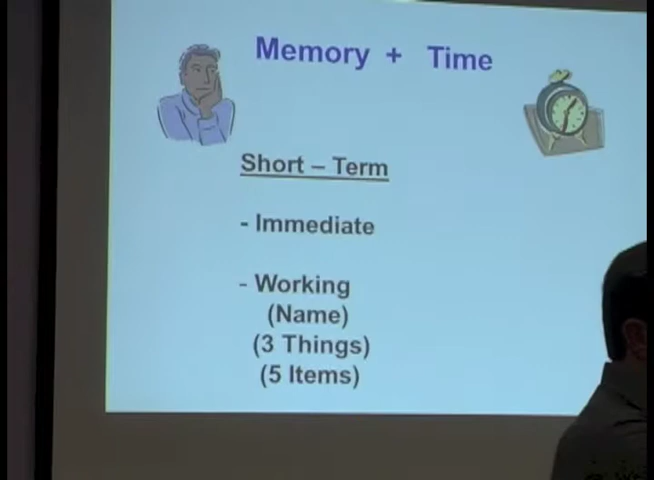 Memory + Time
Short – Term
- Immediate
- Working
(Name)
(3 Things)
(5 Items)